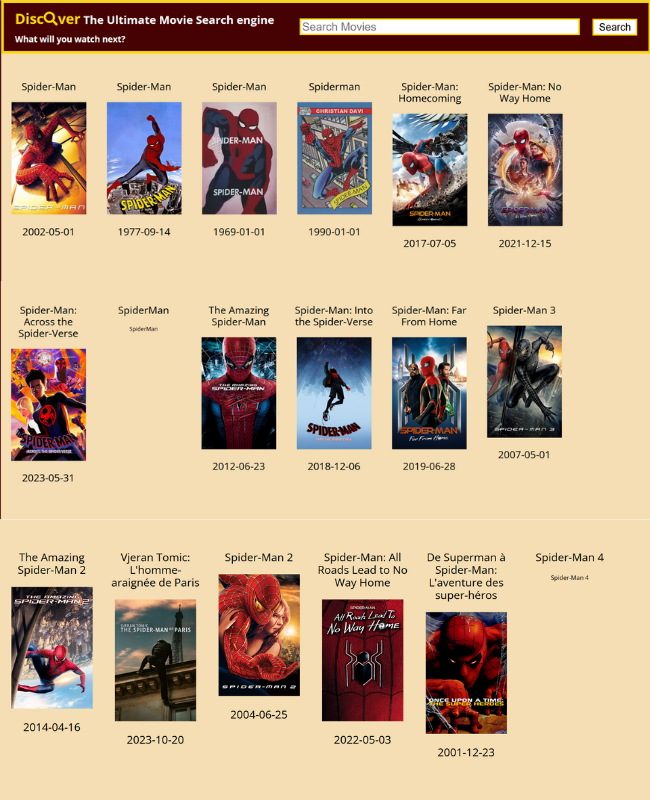 DiscOver The Ultimate Movie Search engine
Search Movies
Search
What will you watch next?
Spider-Man
Spider-Man
Spider-Man
Spiderman
Spider-Man:
Homecoming
Spider-Man: No
Way Home
SPIDER-MAN
SPIDER-MAN
SPIDER-MAN
SPIDER-MAN
CHRISTIAN DAVI
SPIDER-MAN
SPIDER-MAN
2002-05-01
1977-09-14
1969-01-01
1990-01-01
2017-07-05
2021-12-15
Spider-Man:
Across the
Spider-Verse
SpiderMan
SpiderMan
The Amazing
Spider-Man
Spider-Man: Into
the Spider-Verse
Spider-Man: Far
From Home
Spider-Man 3
SPIDER-MAN
THE AMAZING
SPIDER-MAN
SPIDER-MAN
SPIDER-MAN
FAR FROM HOME
SPIDER-MAN 3
2023-05-31
2012-06-23
2018-12-06
2019-06-28
2007-05-01
The Amazing
Spider-Man 2
Vjeran Tomic:
L'homme-
araignée de Paris
Spider-Man 2
Spider-Man: All
Roads Lead to No
Way Home
De Superman à
Spider-Man:
L'aventure des
super-héros
Spider-Man 4
Spider-Man 4
THE AMAZING
SPIDER-MAN 2
VJERAN TOMIC:
THE SPIDER-MAN OF PARIS
SPIDER-MAN 2
SPIDER-MAN
All Roads Lead To
No Way Home
ONCE UPON A TIME:
THE SUPER HEROES
2014-04-16
2023-10-20
2004-06-25
2022-05-03
2001-12-23